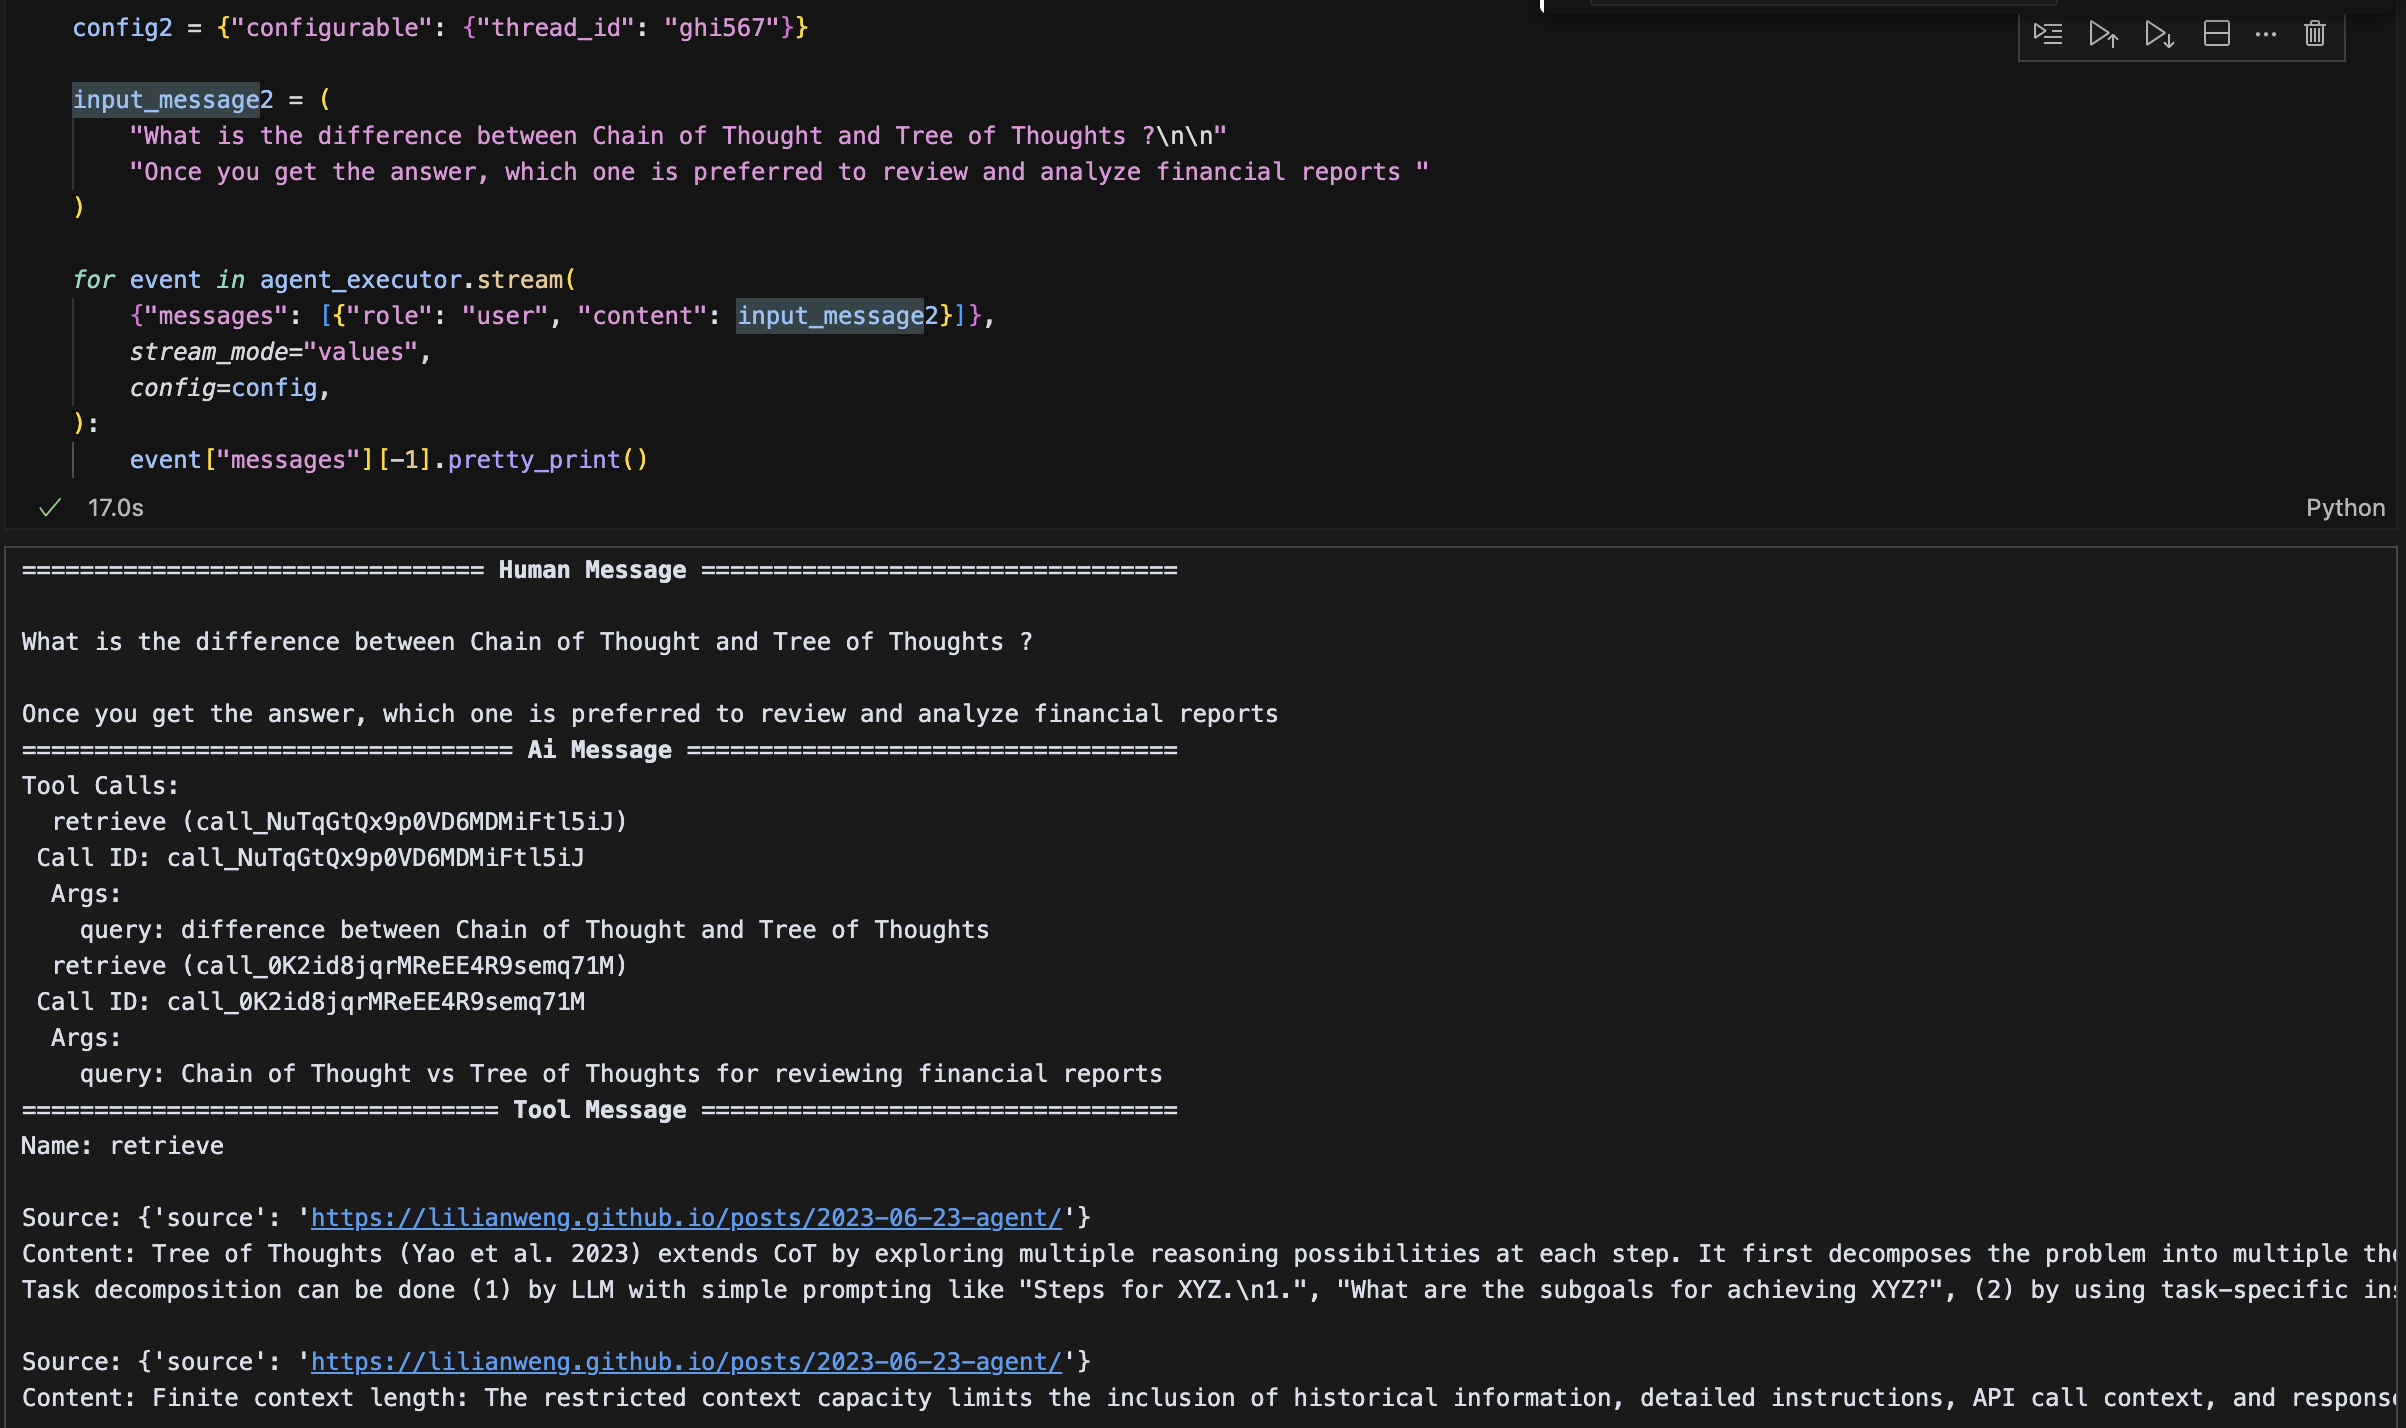 config2 = {"configurable": {"thread_id": "ghi567"}}
input_message2 = (
"What is the difference between Chain of Thought and Tree of Thoughts ?\n\n"
"Once you get the answer, which one is preferred to review and analyze financial reports "
)
for event in agent_executor.stream(
{"messages": [{"role": "user", "content": input_message2}]},
stream_mode="values",
config=config,
):
event["messages"][-1].pretty_print()
17.0s
Python
================================ Human Message =================================
What is the difference between Chain of Thought and Tree of Thoughts ?
Once you get the answer, which one is preferred to review and analyze financial reports
================================== Ai Message ==================================
Tool Calls:
retrieve (call_NuTqGtQx9p0VD6MDMiFtl5iJ)
Call ID: call_NuTqGtQx9p0VD6MDMiFtl5iJ
Args:
query: difference between Chain of Thought and Tree of Thoughts
retrieve (call_0K2id8jqrMReEE4R9semq71M)
Call ID: call_0K2id8jqrMReEE4R9semq71M
Args:
query: Chain of Thought vs Tree of Thoughts for reviewing financial reports
================================= Tool Message =================================
Name: retrieve
Source: {'source': 'https://lilianweng.github.io/posts/2023-06-23-agent/'}
Content: Tree of Thoughts (Yao et al. 2023) extends CoT by exploring multiple reasoning possibilities at each step. It first decomposes the problem into multiple
Task decomposition can be done (1) by LLM with simple prompting like "Steps for XYZ.\n1.", "What are the subgoals for achieving XYZ?", (2) by using task-specific
Source: {'source': 'https://lilianweng.github.io/posts/2023-06-23-agent/'}
Content: Finite context length: The restricted context capacity limits the inclusion of historical information, detailed instructions, API call context, and